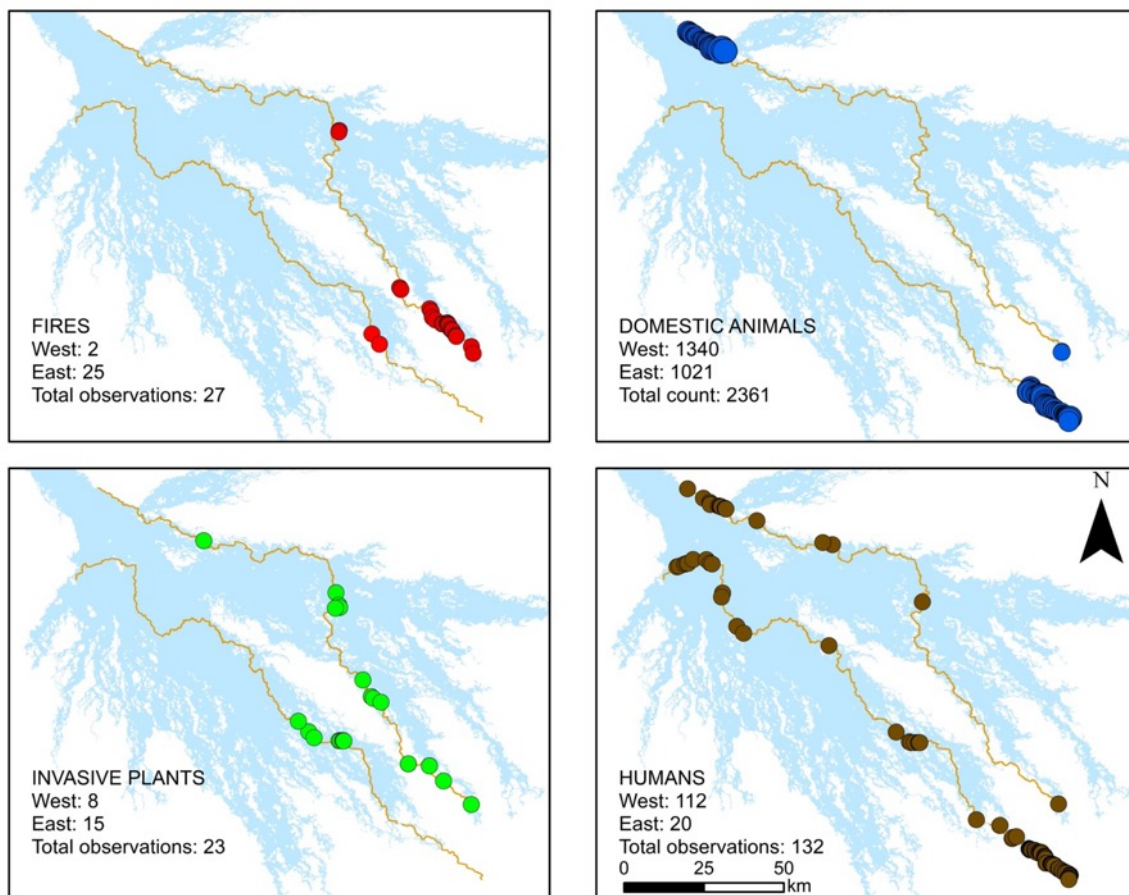 FIRES
West: 2
East: 25
Total observations: 27
DOMESTIC ANIMALS
West: 1340
East: 1021
Total count: 2361
INVASIVE PLANTS
West: 8
East: 15
Total observations: 23
N
HUMANS
West: 112
East: 20
Total observations: 132
0 25 50
km